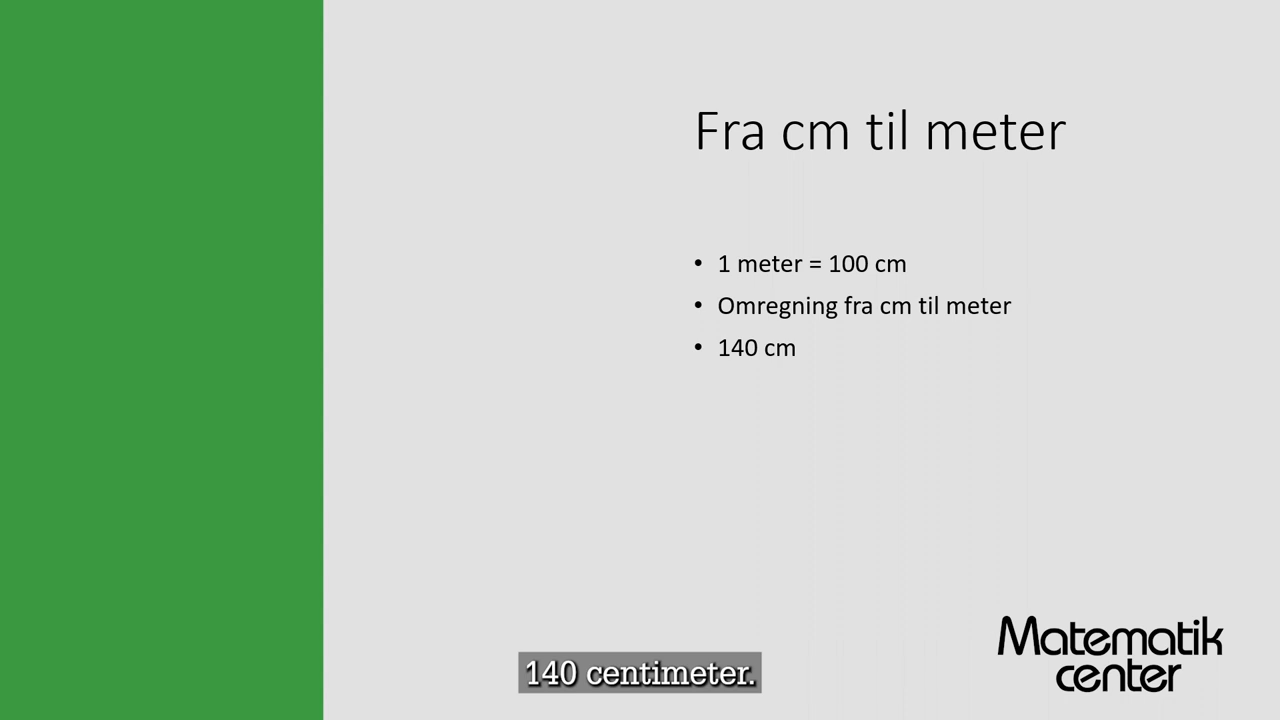 Fra cm til meter
• 1 meter = 100 cm
• Omregning fra cm til meter
• 140 cm
Matematik
center
140 centimeter.